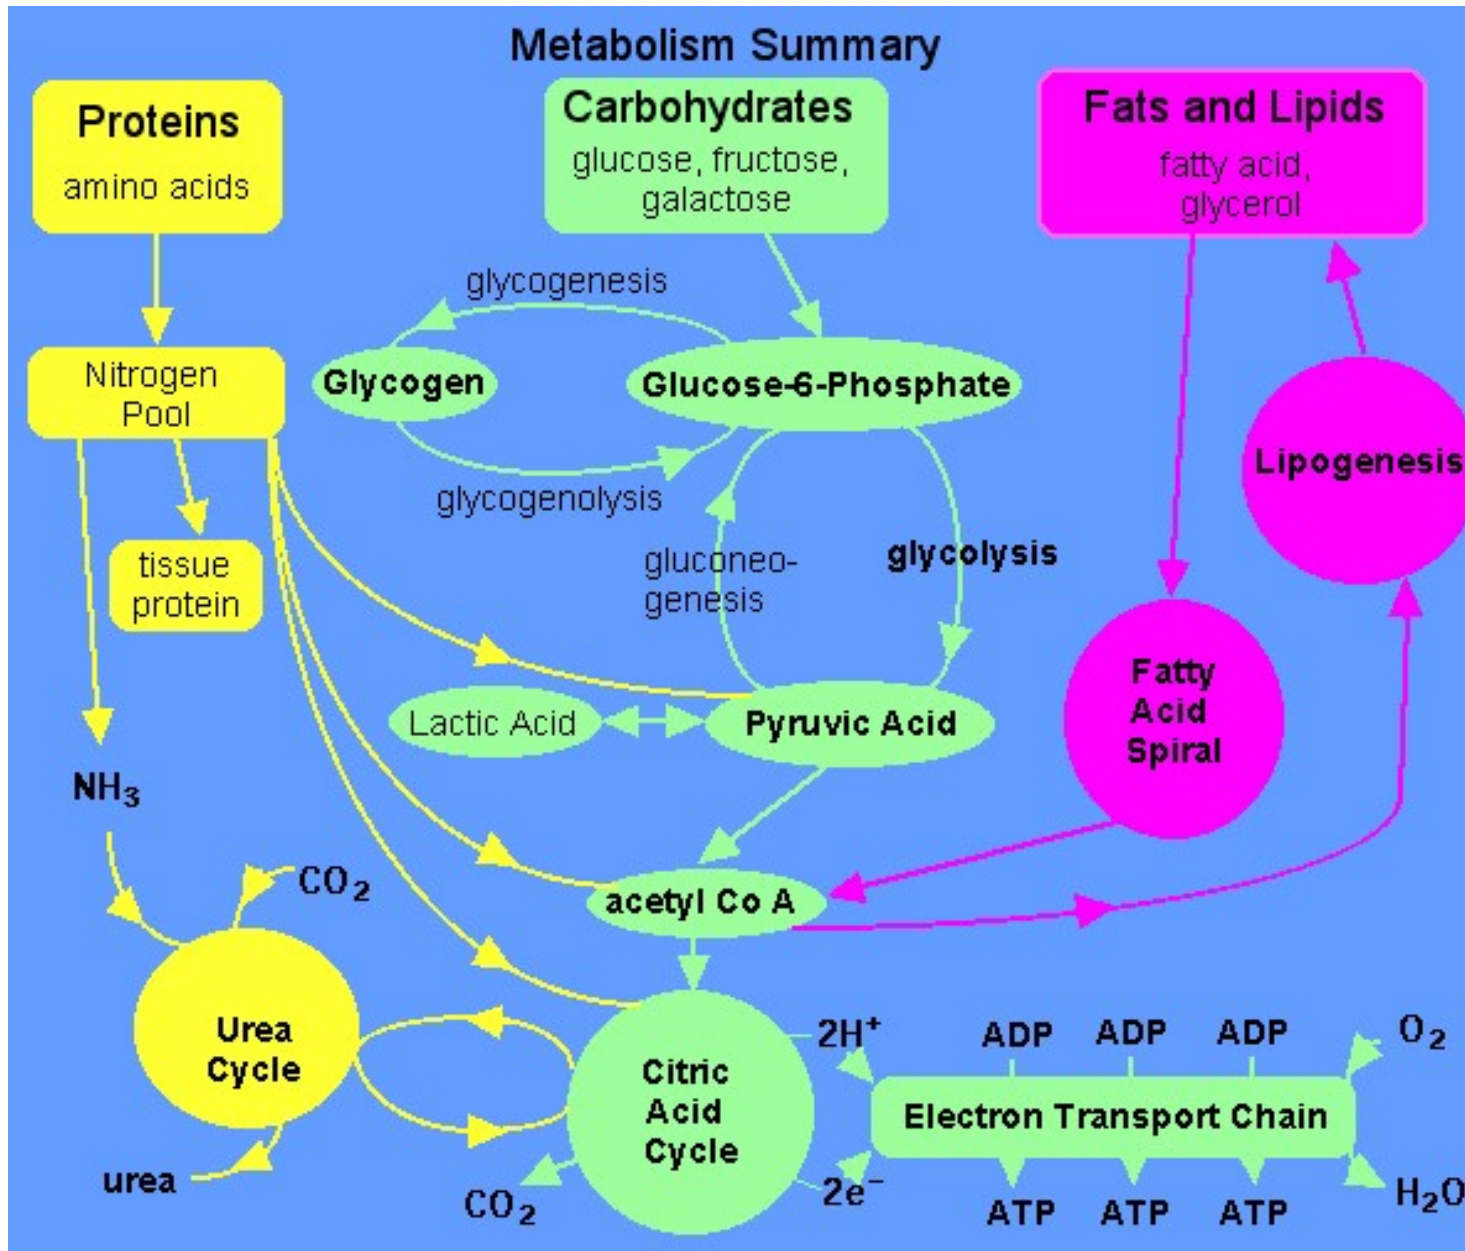 Metabolism Summary
Proteins
amino acids
Carbohydrates
glucose, fructose,
galactose
Fats and Lipids
fatty acid,
glycerol
glycogenesis
Nitrogen
Pool
Glycogen
Glucose-6-Phosphate
Lipogenesis
glycogenolysis
tissue
protein
gluconeo-
genesis
glycolysis
Fatty
Acid
Spiral
Lactic Acid
Pyruvic Acid
NH₃
CO₂
acetyl Co A
Urea
Cycle
Citric
Acid
Cycle
2H⁺
ADP
ADP
ADP
O₂
Electron Transport Chain
urea
CO₂
2e⁻
ATP
ATP
ATP
H₂O